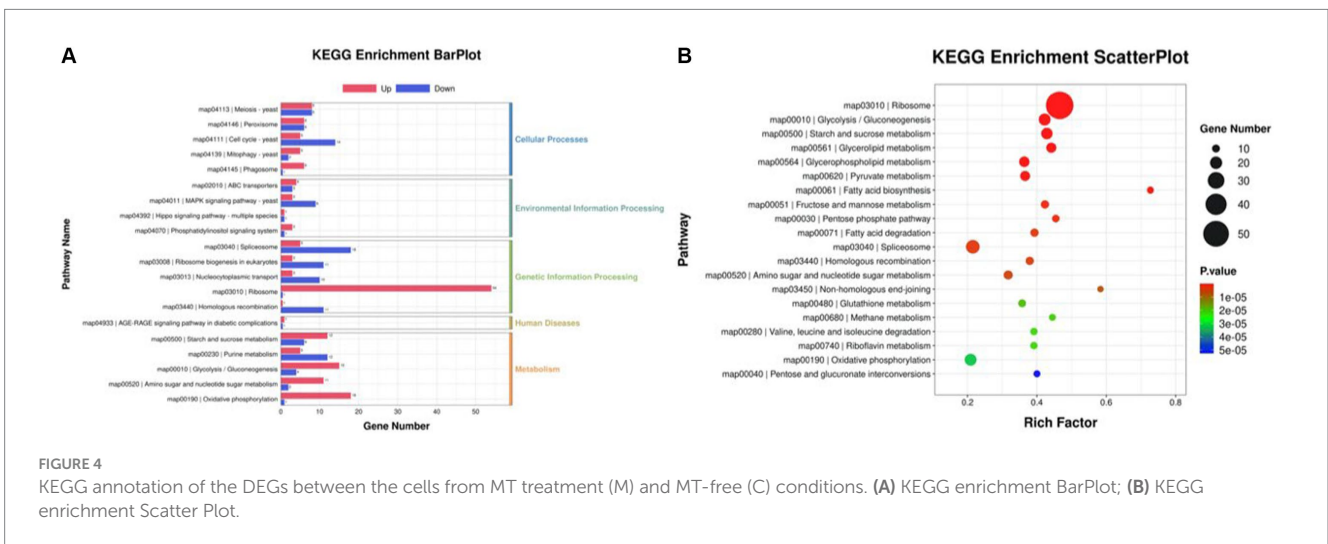 A
KEGG Enrichment BarPlot
Up Down
Pathway Name
map04113 | Meiosis - yeast
map04146 | Peroxisome
map04111 | Cell cycle - yeast
map04139 | Mitophagy - yeast
map04145 | Phagosome
Cellular Processes
map02010 | ABC transporters
map04011 | MAPK signaling pathway - yeast
map04392 | Hippo signaling pathway - multiple species
map04070 | Phosphatidylinositol signaling system
Environmental Information Processing
map03040 | Spliceosome
map03008 | Ribosome biogenesis in eukaryotes
map03013 | Nucleocytoplasmic transport
map03010 | Ribosome
map03440 | Homologous recombination
Genetic Information Processing
map04933 | AGE-RAGE signaling pathway in diabetic complications
Human Diseases
map00500 | Starch and sucrose metabolism
map00230 | Purine metabolism
map00010 | Glycolysis / Gluconeogenesis
map00520 | Amino sugar and nucleotide sugar metabolism
map00190 | Oxidative phosphorylation
Metabolism
0 10 20 30 40 50
Gene Number
B
KEGG Enrichment ScatterPlot
Pathway
map03010 | Ribosome
map00010 | Glycolysis / Gluconeogenesis
map00500 | Starch and sucrose metabolism
map00561 | Glycerolipid metabolism
map00564 | Glycerophospholipid metabolism
map00620 | Pyruvate metabolism
map00061 | Fatty acid biosynthesis
map00051 | Fructose and mannose metabolism
map00030 | Pentose phosphate pathway
map00071 | Fatty acid degradation
map03040 | Spliceosome
map03440 | Homologous recombination
map00520 | Amino sugar and nucleotide sugar metabolism
map03450 | Non-homologous end-joining
map00480 | Glutathione metabolism
map00680 | Methane metabolism
map00280 | Valine, leucine and isoleucine degradation
map00740 | Riboflavin metabolism
map00190 | Oxidative phosphorylation
map00040 | Pentose and glucuronate interconversions
0.2 0.4 0.6 0.8
Rich Factor
Gene Number
10
20
30
40
50
P.value
1e-05
2e-05
3e-05
4e-05
5e-05
FIGURE 4
KEGG annotation of the DEGs between the cells from MT treatment (M) and MT-free (C) conditions. (A) KEGG enrichment BarPlot; (B) KEGG
enrichment Scatter Plot.